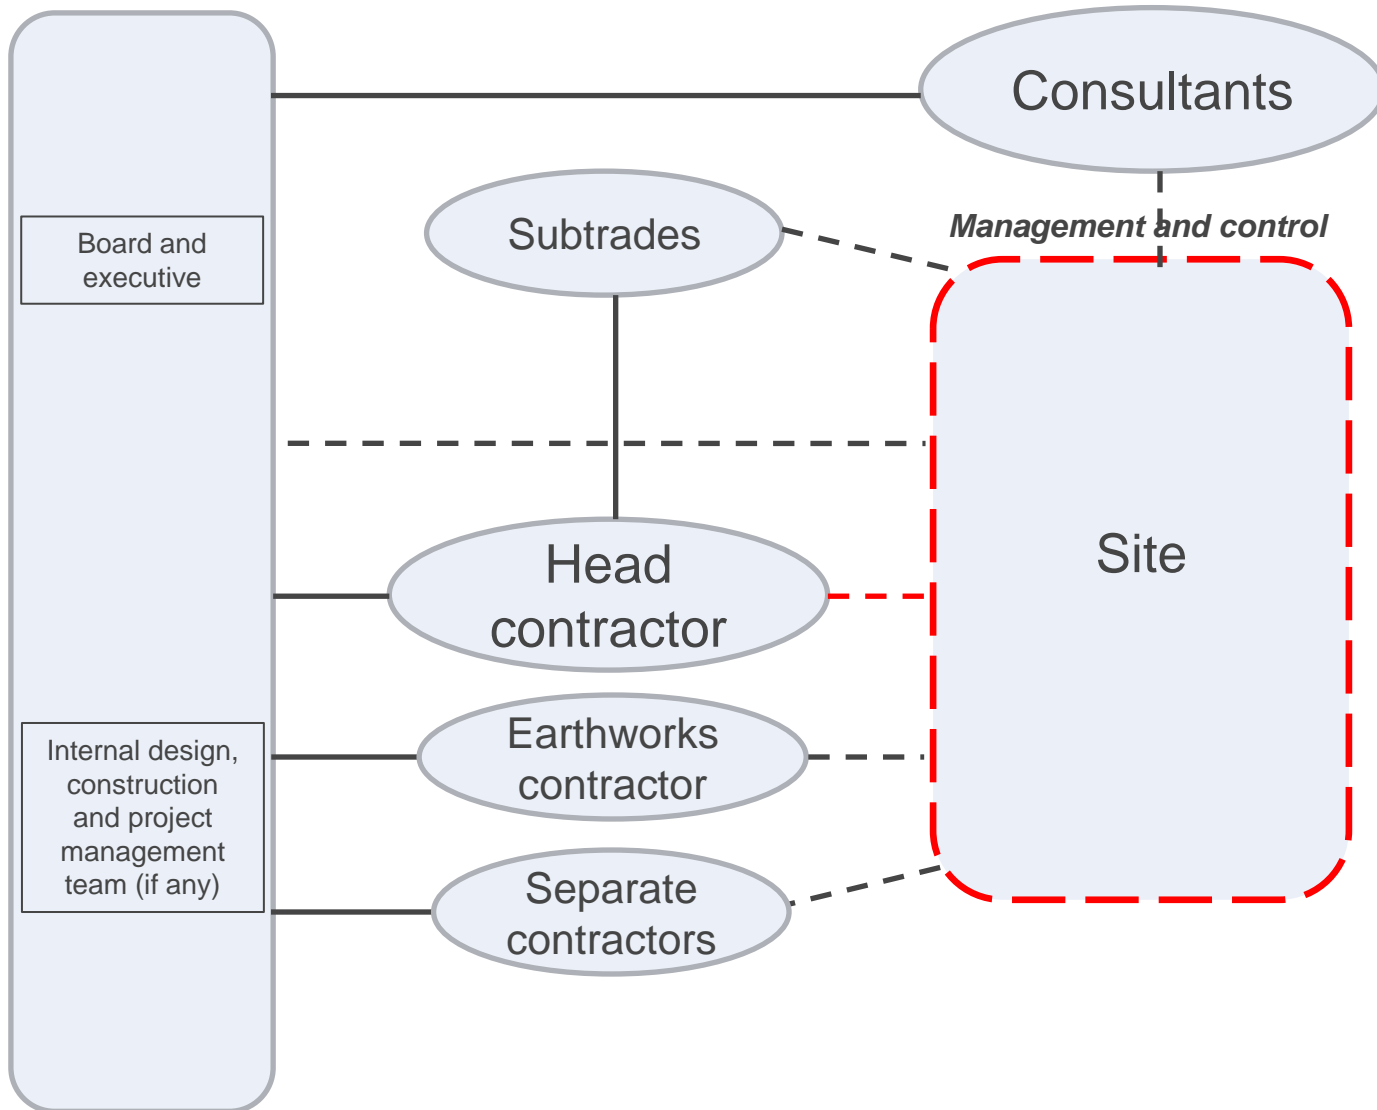 Consultants
Management and control
Subtrades
Board and
executive
Site
Head
contractor
Earthworks
contractor
Internal design,
construction
and project
management
team (if any)
Separate
contractors